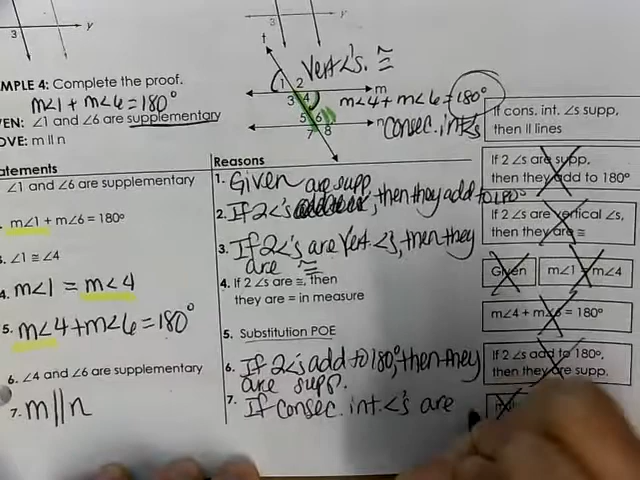 3
y
3
y
t
Vert ∠'s. ≅
MPLE 4: Complete the proof.
m∠1 + m∠6 = 180°
VEN: ∠1 and ∠6 are supplementary
OVE: m ∥ n
1 2
m
3 4
m∠4 + m∠6 = 180°
5 6
n
consec. int ∠s
7 8
If cons. int. ∠s supp,
then ∥ lines
If 2 ∠s are supp,
then they add to 180°
If 2 ∠s are vertical ∠s,
then they are ≅
Given
m∠1 = m∠4
m∠4 + m∠6 = 180°
If 2 ∠s add to 180°,
then they are supp.
atements
Reasons
∠1 and ∠6 are supplementary
1. Given
m∠1 + m∠6 = 180°
are supp.
2. If 2∠'s, then they add to 180°
∠1 ≅ ∠4
3. If 2∠'s are Vert ∠'s, then they
are ≅
4. m∠1 = m∠4
4. If 2 ∠s are ≅, then
they are = in measure
5. m∠4 + m∠6 = 180°
5. Substitution POE
6. ∠4 and ∠6 are supplementary
6. If 2∠'s add to 180°, then they
are supp.
7. m ∥ n
7. If consec. int. ∠'s are